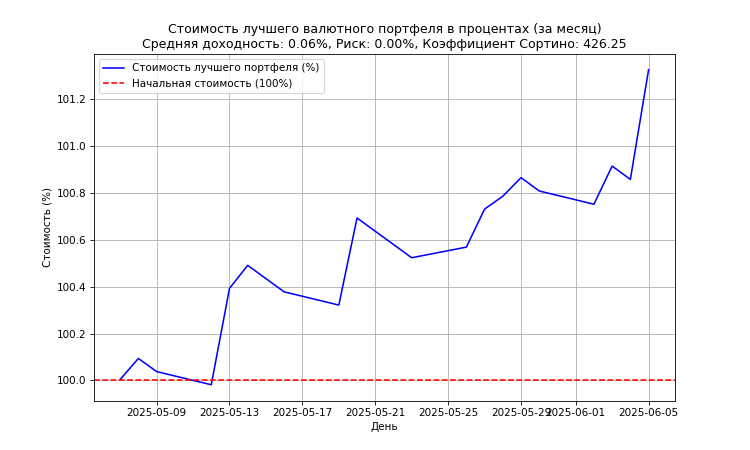 Стоимость лучшего валютного портфеля в процентах (за месяц)
Средняя доходность: 0.06%, Риск: 0.00%, Коэффициент Сортино: 426.25
Стоимость лучшего портфеля (%)
Начальная стоимость (100%)
Стоимость (%)
101.2
101.0
100.8
100.6
100.4
100.2
100.0
2025-05-09 2025-05-13 2025-05-17 2025-05-21 2025-05-25 2025-05-29 2025-06-01 2025-06-05
День